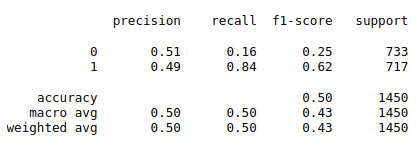 precision recall f1-score support
0 0.51 0.16 0.25 733
1 0.49 0.84 0.62 717
accuracy 0.50 1450
macro avg 0.50 0.50 0.43 1450
weighted avg 0.50 0.50 0.43 1450